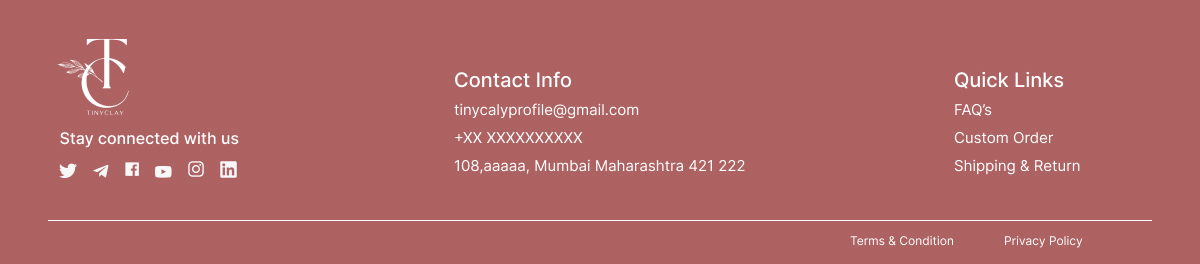 TC
TINYCLAY
Stay connected with us
Contact Info
tinycalyprofile@gmail.com
+XX XXXXXXXXXX
108,aaaaa, Mumbai Maharashtra 421 222
Quick Links
FAQ's
Custom Order
Shipping & Return
Terms & Condition
Privacy Policy